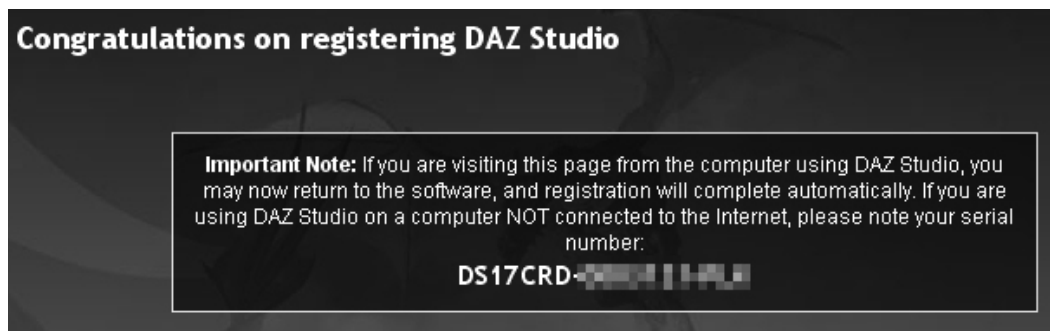 Congratulations on registering DAZ Studio
Important Note: If you are visiting this page from the computer using DAZ Studio, you
may now return to the software, and registration will complete automatically. If you are
using DAZ Studio on a computer NOT connected to the Internet, please note your serial
number:
DS17CRD-